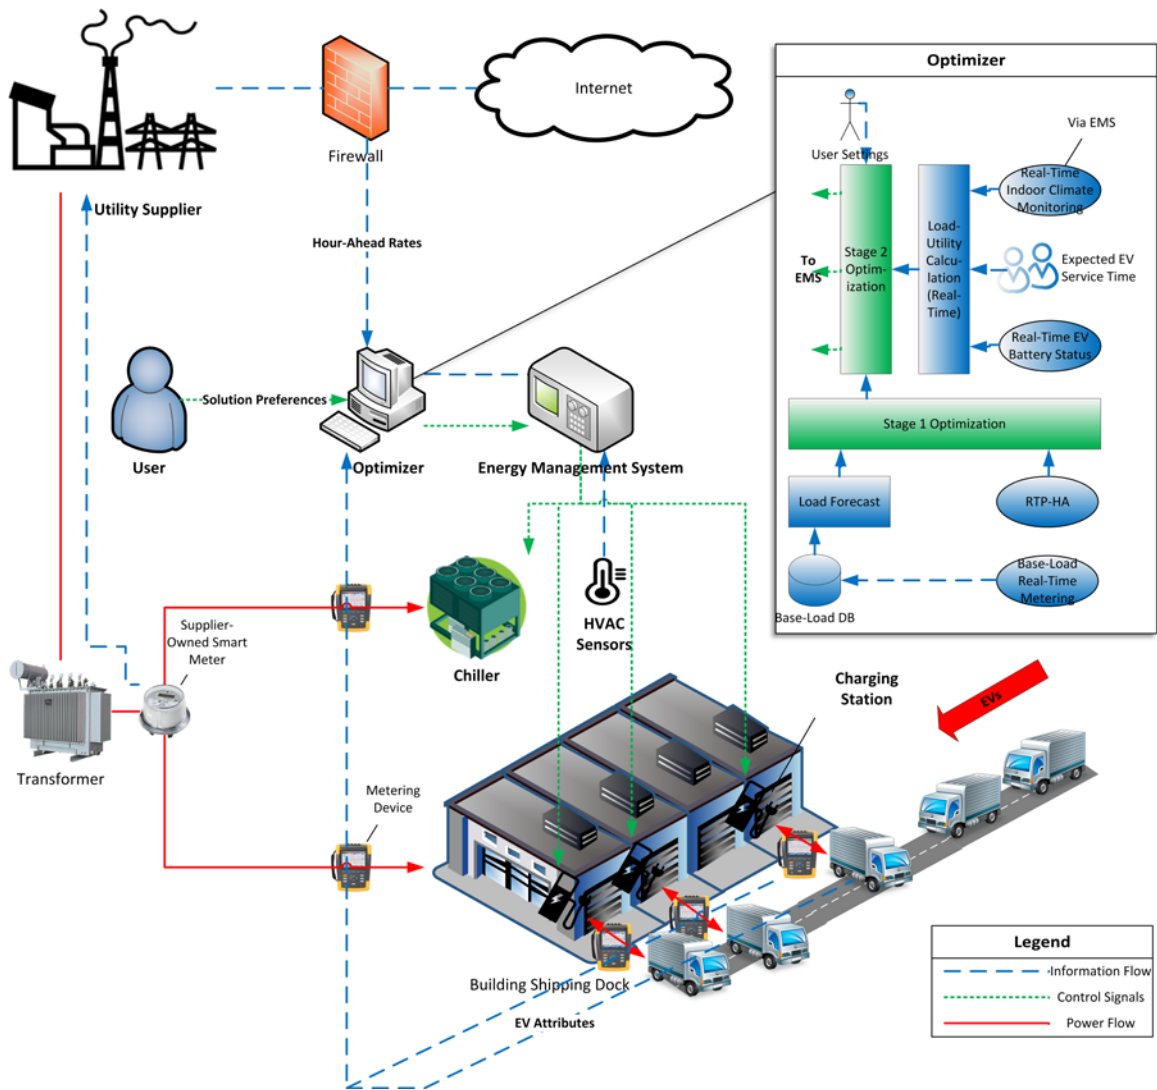 Internet
Firewall
Utility Supplier
Hour-Ahead Rates
User
Solution Preferences
Optimizer
Energy Management System
Chiller
HVAC
Sensors
Supplier-
Owned Smart
Meter
Transformer
Metering
Device
Charging
Station
EVs
Building Shipping Dock
EV Attributes
Optimizer
Via EMS
User Settings
Real-Time
Indoor Climate
Monitoring
To
EMS
Stage 2
Optim-
ization
Load-
Utility
Calcu-
lation
(Real-
Time)
Expected EV
Service Time
Real-Time EV
Battery Status
Stage 1 Optimization
Load Forecast
RTP-HA
Base-Load
Real-Time
Metering
Base-Load DB
Legend
Information Flow
Control Signals
Power Flow